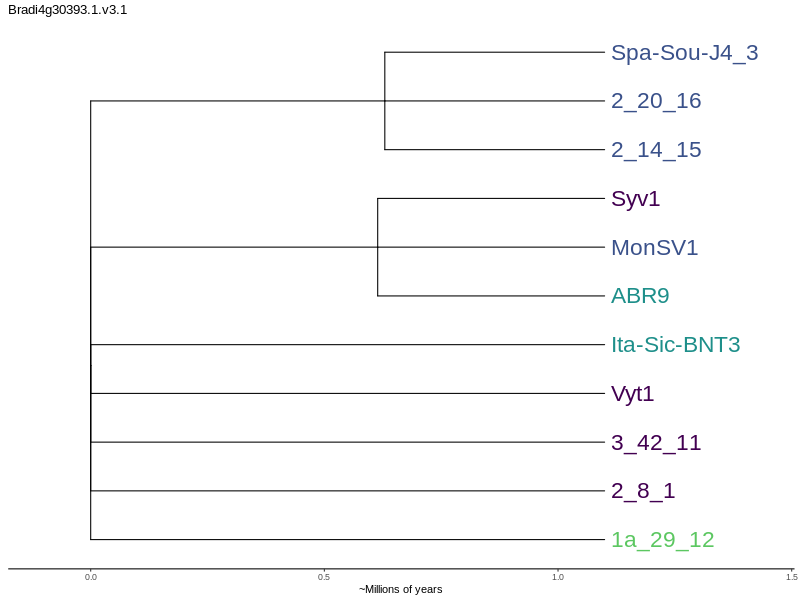 Bradi4g30393.1.v3.1
Spa-Sou-J4_3
2_20_16
2_14_15
Syv1
MonSV1
ABR9
Ita-Sic-BNT3
Vyt1
3_42_11
2_8_1
1a_29_12
0.0 0.5 1.0 1.5
~Millions of years